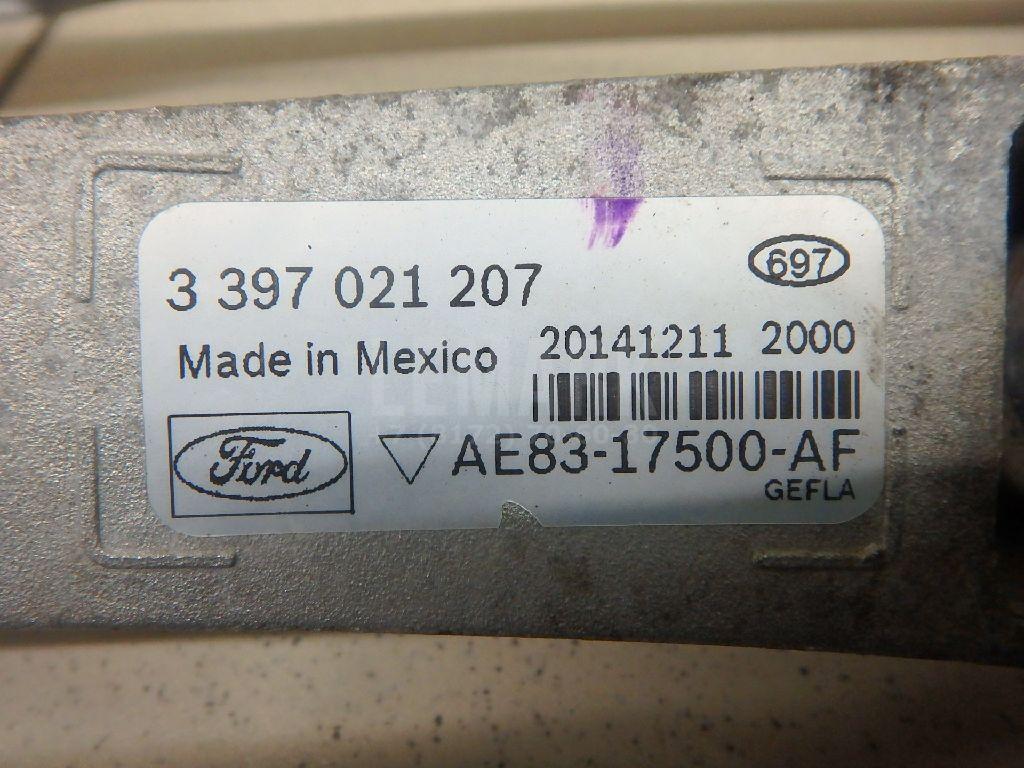 697
3 397 021 207
20141211 2000
Made in Mexico
Ford
AE83-17500-AF
GEFLA